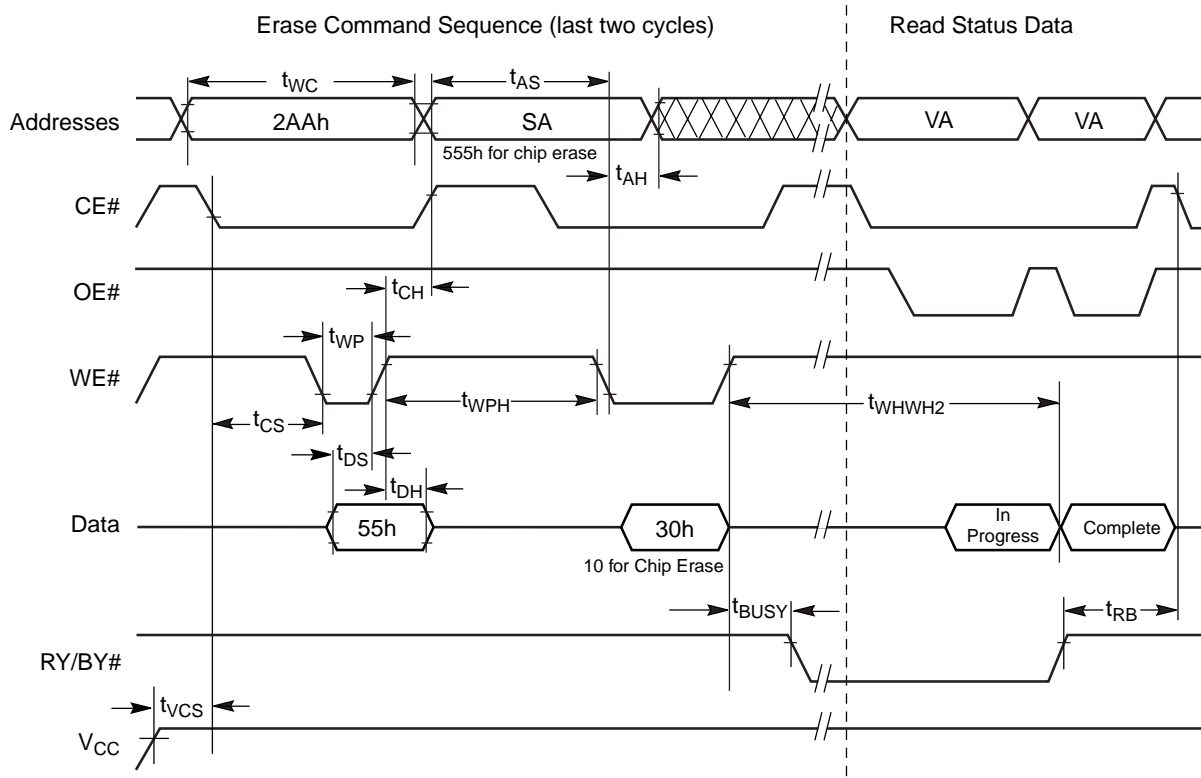 Erase Command Sequence (last two cycles)
Read Status Data
tWC
tAS
Addresses
2AAh
SA
VA
VA
555h for chip erase
tAH
CE#
OE#
tCH
tWP
WE#
tWPH
tWHWH2
tCS
tDS
tDH
Data
55h
30h
In
Progress
Complete
10 for Chip Erase
tBUSY
tRB
RY/BY#
tVCS
VCC